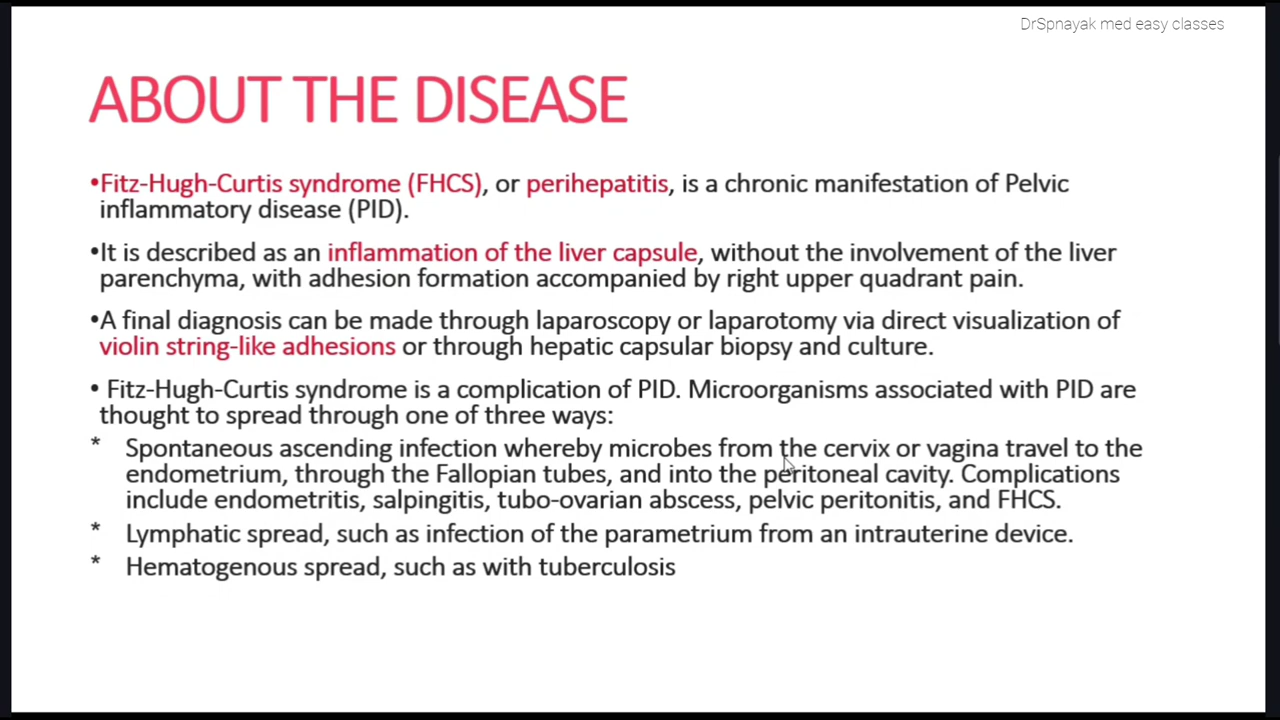 DrSpnayak med easy classes
ABOUT THE DISEASE
•Fitz-Hugh-Curtis syndrome (FHCS), or perihepatitis, is a chronic manifestation of Pelvic
inflammatory disease (PID).
•It is described as an inflammation of the liver capsule, without the involvement of the liver
parenchyma, with adhesion formation accompanied by right upper quadrant pain.
•A final diagnosis can be made through laparoscopy or laparotomy via direct visualization of
violin string-like adhesions or through hepatic capsular biopsy and culture.
• Fitz-Hugh-Curtis syndrome is a complication of PID. Microorganisms associated with PID are
thought to spread through one of three ways:
* Spontaneous ascending infection whereby microbes from the cervix or vagina travel to the
endometrium, through the Fallopian tubes, and into the peritoneal cavity. Complications
include endometritis, salpingitis, tubo-ovarian abscess, pelvic peritonitis, and FHCS.
* Lymphatic spread, such as infection of the parametrium from an intrauterine device.
* Hematogenous spread, such as with tuberculosis